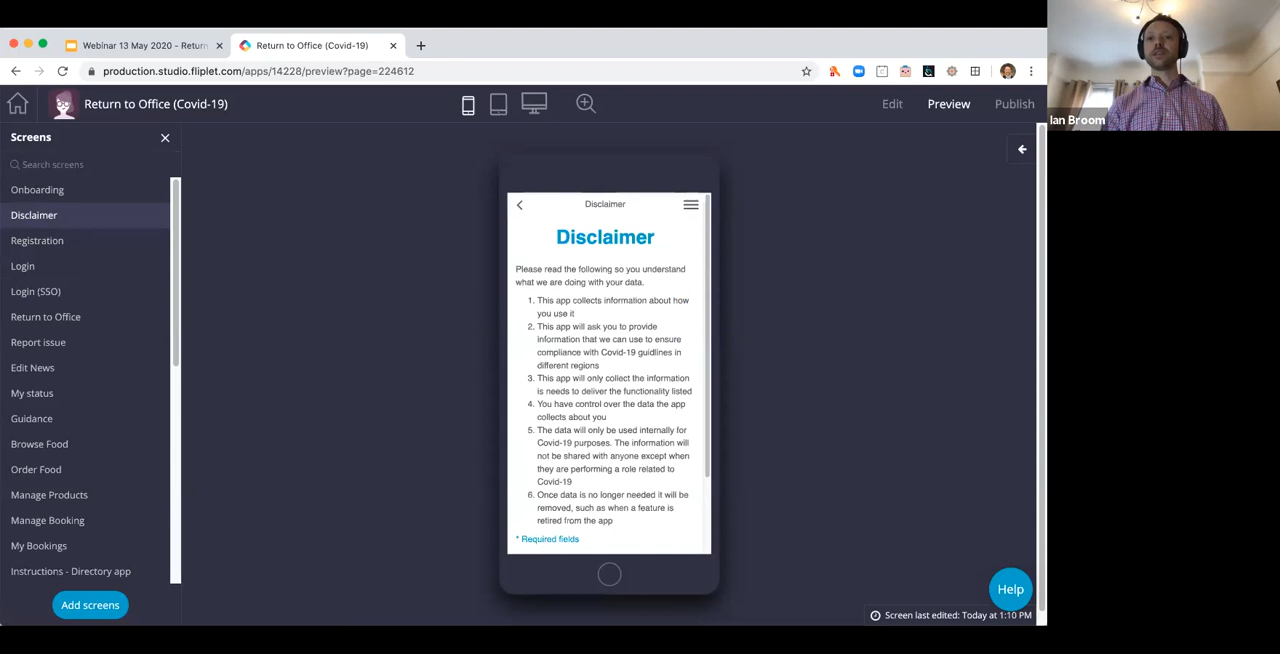 Webinar 13 May 2020 - Return
Return to Office (Covid-19)
production.studio.fliplet.com/apps/14228/preview?page=224612
Return to Office (Covid-19)
Edit
Preview
Publish
Ian Broom
Screens
Search screens
Onboarding
Disclaimer
Registration
Login
Login (SSO)
Return to Office
Report issue
Edit News
My status
Guidance
Browse Food
Order Food
Manage Products
Manage Booking
My Bookings
Instructions - Directory app
Add screens
Disclaimer
Disclaimer
Please read the following so you understand
what we are doing with your data.
1. This app collects information about how
you use it
2. This app will ask you to provide
information that we can use to ensure
compliance with Covid-19 guidlines in
different regions
3. This app will only collect the information
is needs to deliver the functionality listed
4. You have control over the data the app
collects about you
5. The data will only be used internally for
Covid-19 purposes. The information will
not be shared with anyone except when
they are performing a role related to
Covid-19
6. Once data is no longer needed it will be
removed, such as when a feature is
retired from the app
* Required fields
Help
Screen last edited: Today at 1:10 PM